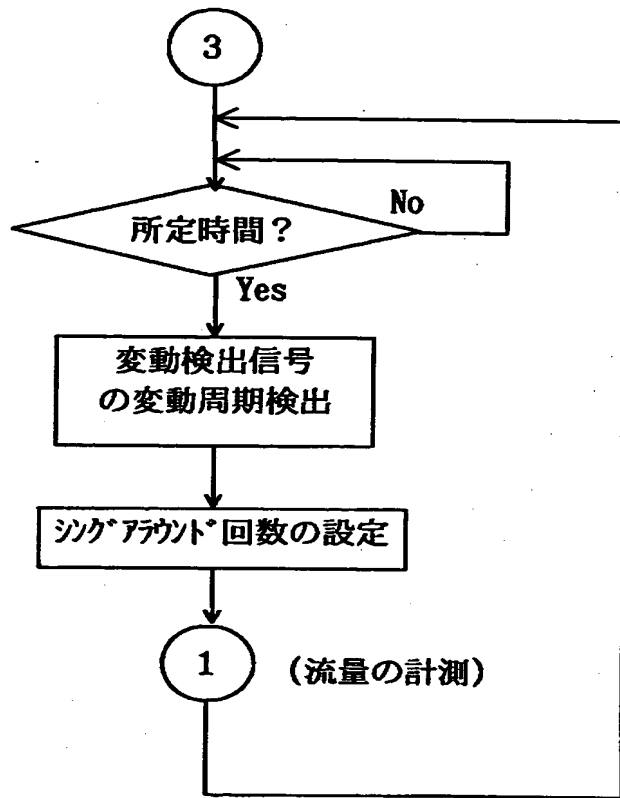 3
所定時間?
No
Yes
変動検出信号
の変動周期検出
ｼﾝｸﾞｱﾗｳﾝﾄﾞ回数の設定
1
(流量の計測)